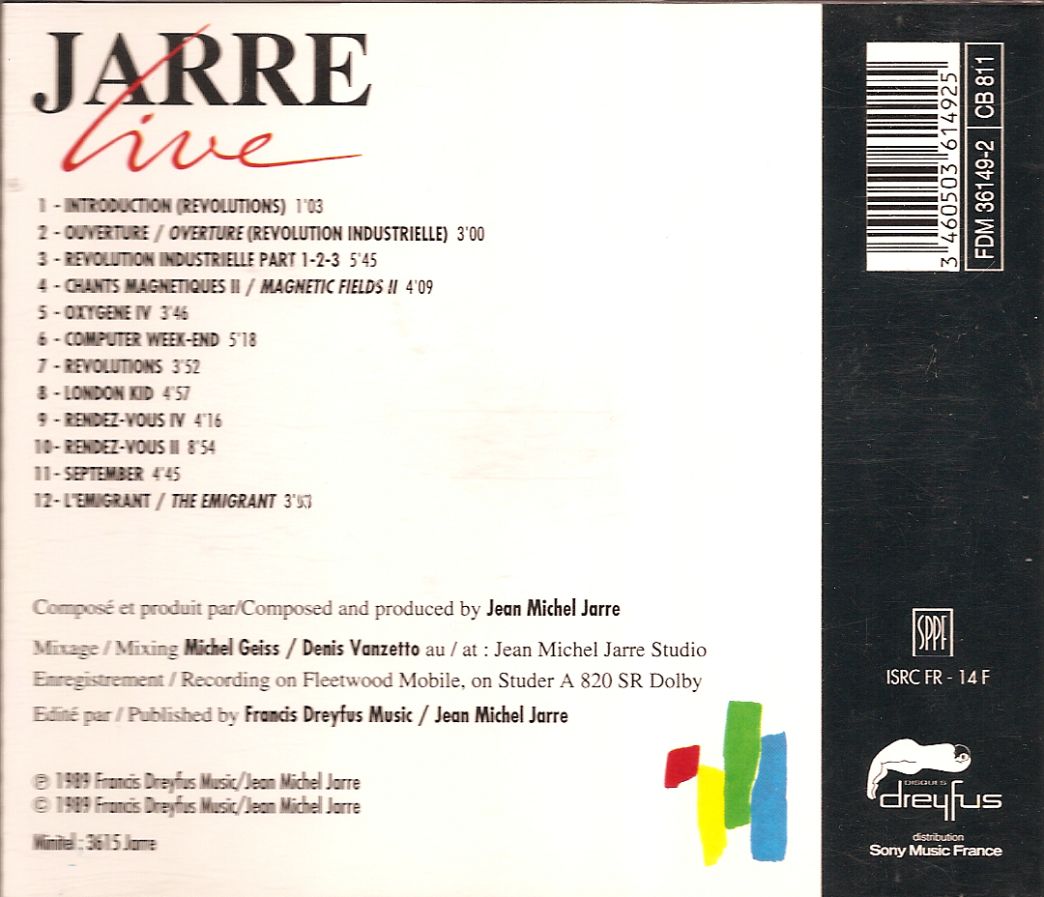 JARRE
live
1 - INTRODUCTION (REVOLUTIONS) 1'03
2 - OUVERTURE / OVERTURE (REVOLUTION INDUSTRIELLE) 3'00
3 - REVOLUTION INDUSTRIELLE PART 1-2-3 5'45
4 - CHANTS MAGNETIQUES II / MAGNETIC FIELDS II 4'09
5 - OXYGENE IV 3'46
6 - COMPUTER WEEK-END 5'18
7 - REVOLUTIONS 3'52
8 - LONDON KID 4'57
9 - RENDEZ-VOUS IV 4'16
10- RENDEZ-VOUS II 8'54
11- SEPTEMBER 4'45
12- L'EMIGRANT / THE EMIGRANT
Composé et produit par/Composed and produced by Jean Michel Jarre
Mixage / Mixing Michel Geiss / Denis Vanzetto au / at : Jean Michel Jarre Studio
Enregistrement / Recording on Fleetwood Mobile, on Studer A 820 SR Dolby
Edité par / Published by Francis Dreyfus Music / Jean Michel Jarre
℗ 1989 Francis Dreyfus Music/Jean Michel Jarre
© 1989 Francis Dreyfus Music/Jean Michel Jarre
Minitel : 3615 Jarre
3 460503 614925
FDM 36149-2 CB 811
SPPF
ISRC FR - 14 F
DISQUES
dreyfus
distribution
Sony Music France